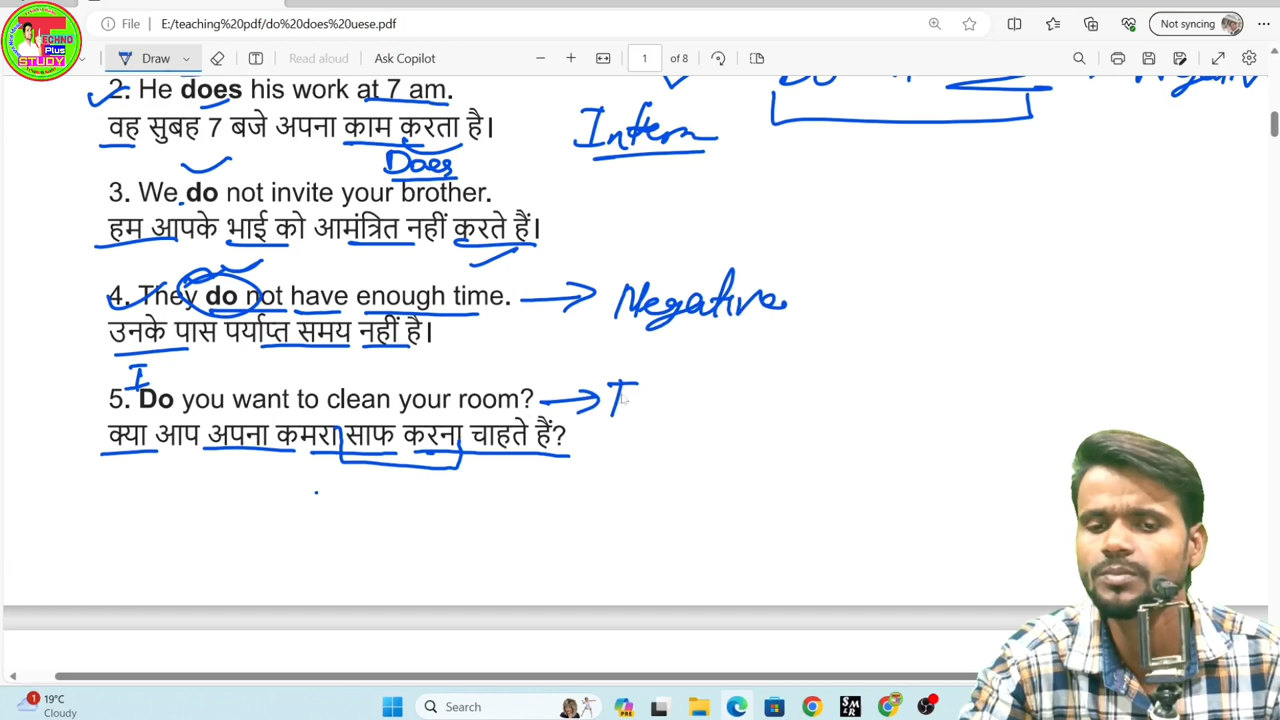 TECHNO
Plus
STUDY
File
E:/teaching%20pdf/do%20does%20uese.pdf
Not syncing
Draw
Read aloud
Ask Copilot
1 of 8
2. He does his work at 7 am.
वह सुबह 7 बजे अपना काम करता है।
Does
3. We do not invite your brother.
हम आपके भाई को आमंत्रित नहीं करते हैं।
4. They do not have enough time.
Negative
उनके पास पर्याप्त समय नहीं है।
I
5. Do you want to clean your room?
क्या आप अपना कमरा साफ करना चाहते हैं?
1
19°C
Cloudy
Search
PRE